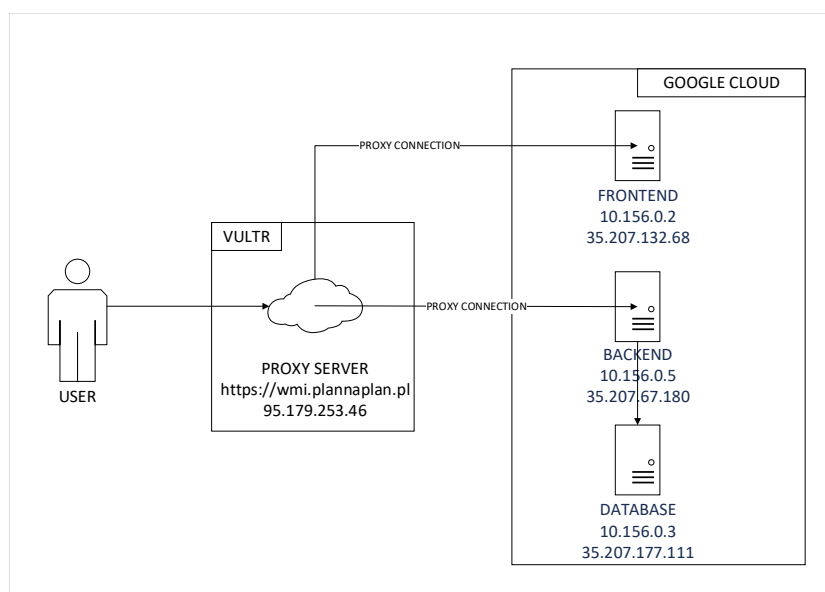 GOOGLE CLOUD
PROXY CONNECTION
FRONTEND
10.156.0.2
35.207.132.68
VULTR
PROXY CONNECTION
PROXY SERVER
https://wmi.plannaplan.pl
95.179.253.46
USER
BACKEND
10.156.0.5
35.207.67.180
DATABASE
10.156.0.3
35.207.177.111